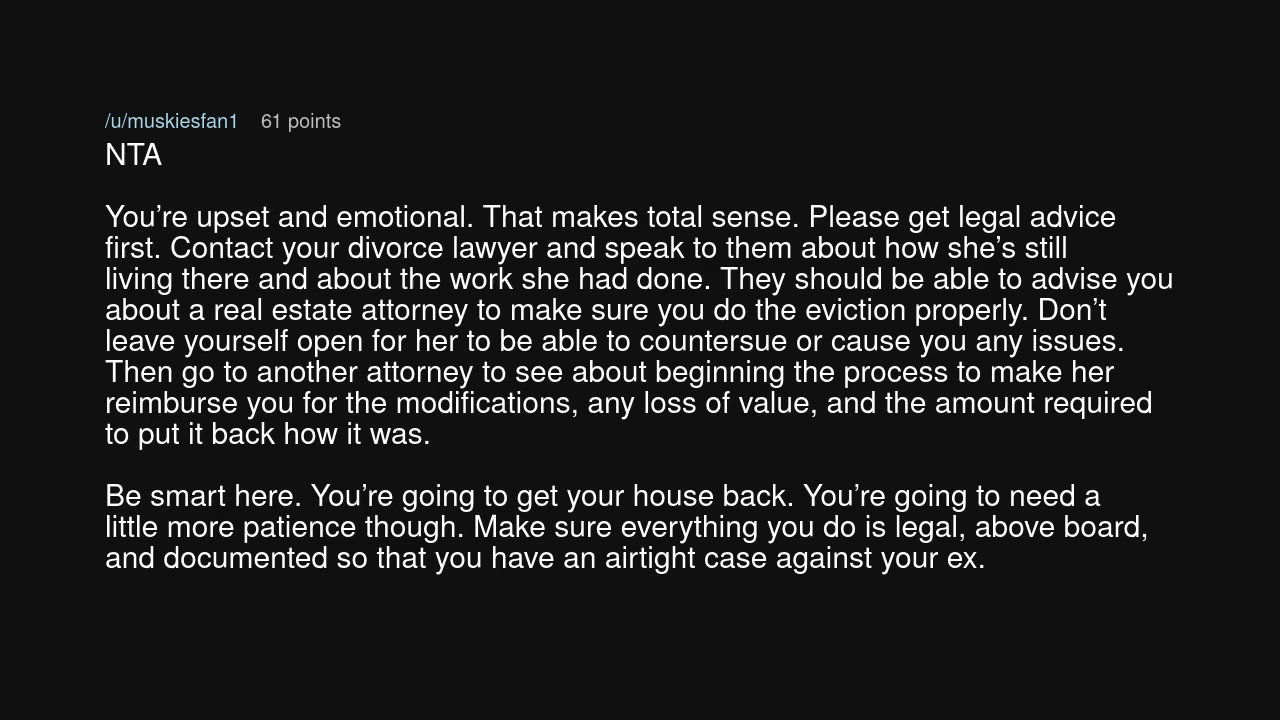 /u/muskiesfan1 61 points
NTA
You’re upset and emotional. That makes total sense. Please get legal advice
first. Contact your divorce lawyer and speak to them about how she’s still
living there and about the work she had done. They should be able to advise you
about a real estate attorney to make sure you do the eviction properly. Don’t
leave yourself open for her to be able to countersue or cause you any issues.
Then go to another attorney to see about beginning the process to make her
reimburse you for the modifications, any loss of value, and the amount required
to put it back how it was.
Be smart here. You’re going to get your house back. You’re going to need a
little more patience though. Make sure everything you do is legal, above board,
and documented so that you have an airtight case against your ex.